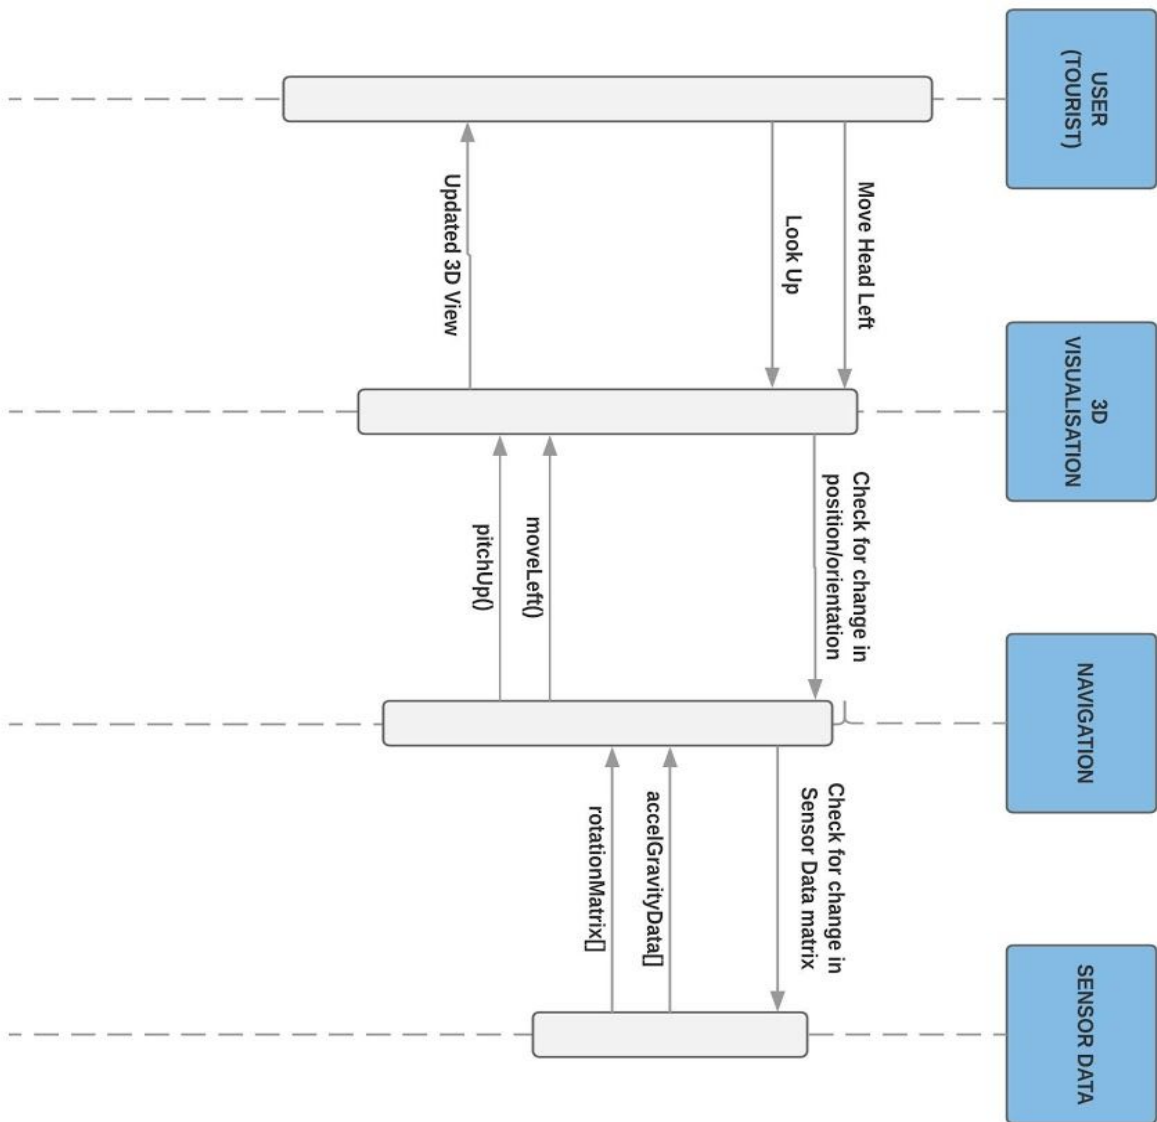 USER
(TOURIST)
3D
VISUALISATION
NAVIGATION
SENSOR DATA
Move Head Left
Check for change in
position/orientation
Look Up
Check for change in
Sensor Data matrix
accelGravityData[]
rotationMatrix[]
moveLeft()
pitchUp()
Updated 3D View